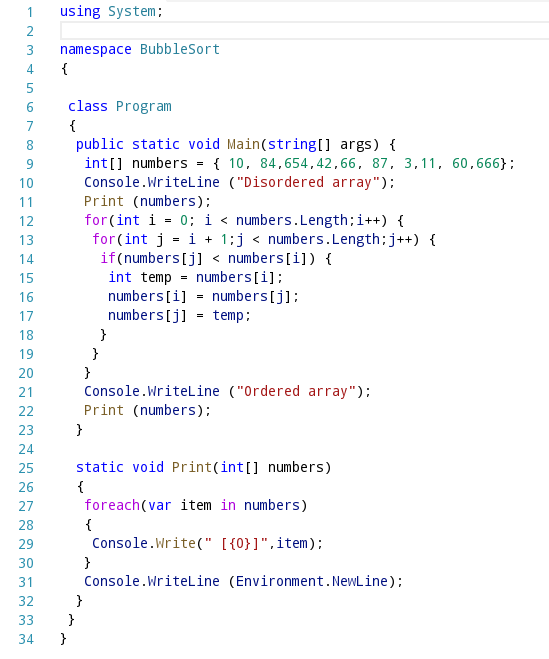 1 using System;
2
3 namespace BubbleSort
4 {
5
6 class Program
7 {
8 public static void Main(string[] args) {
9 int[] numbers = { 10, 84,654,42,66, 87, 3,11, 60,666};
10 Console.WriteLine ("Disordered array");
11 Print (numbers);
12 for(int i = 0; i < numbers.Length;i++) {
13 for(int j = i + 1;j < numbers.Length;j++) {
14 if(numbers[j] < numbers[i]) {
15 int temp = numbers[i];
16 numbers[i] = numbers[j];
17 numbers[j] = temp;
18 }
19 }
20 }
21 Console.WriteLine ("Ordered array");
22 Print (numbers);
23 }
24
25 static void Print(int[] numbers)
26 {
27 foreach(var item in numbers)
28 {
29 Console.Write(" [{0}]",item);
30 }
31 Console.WriteLine (Environment.NewLine);
32 }
33 }
34 }